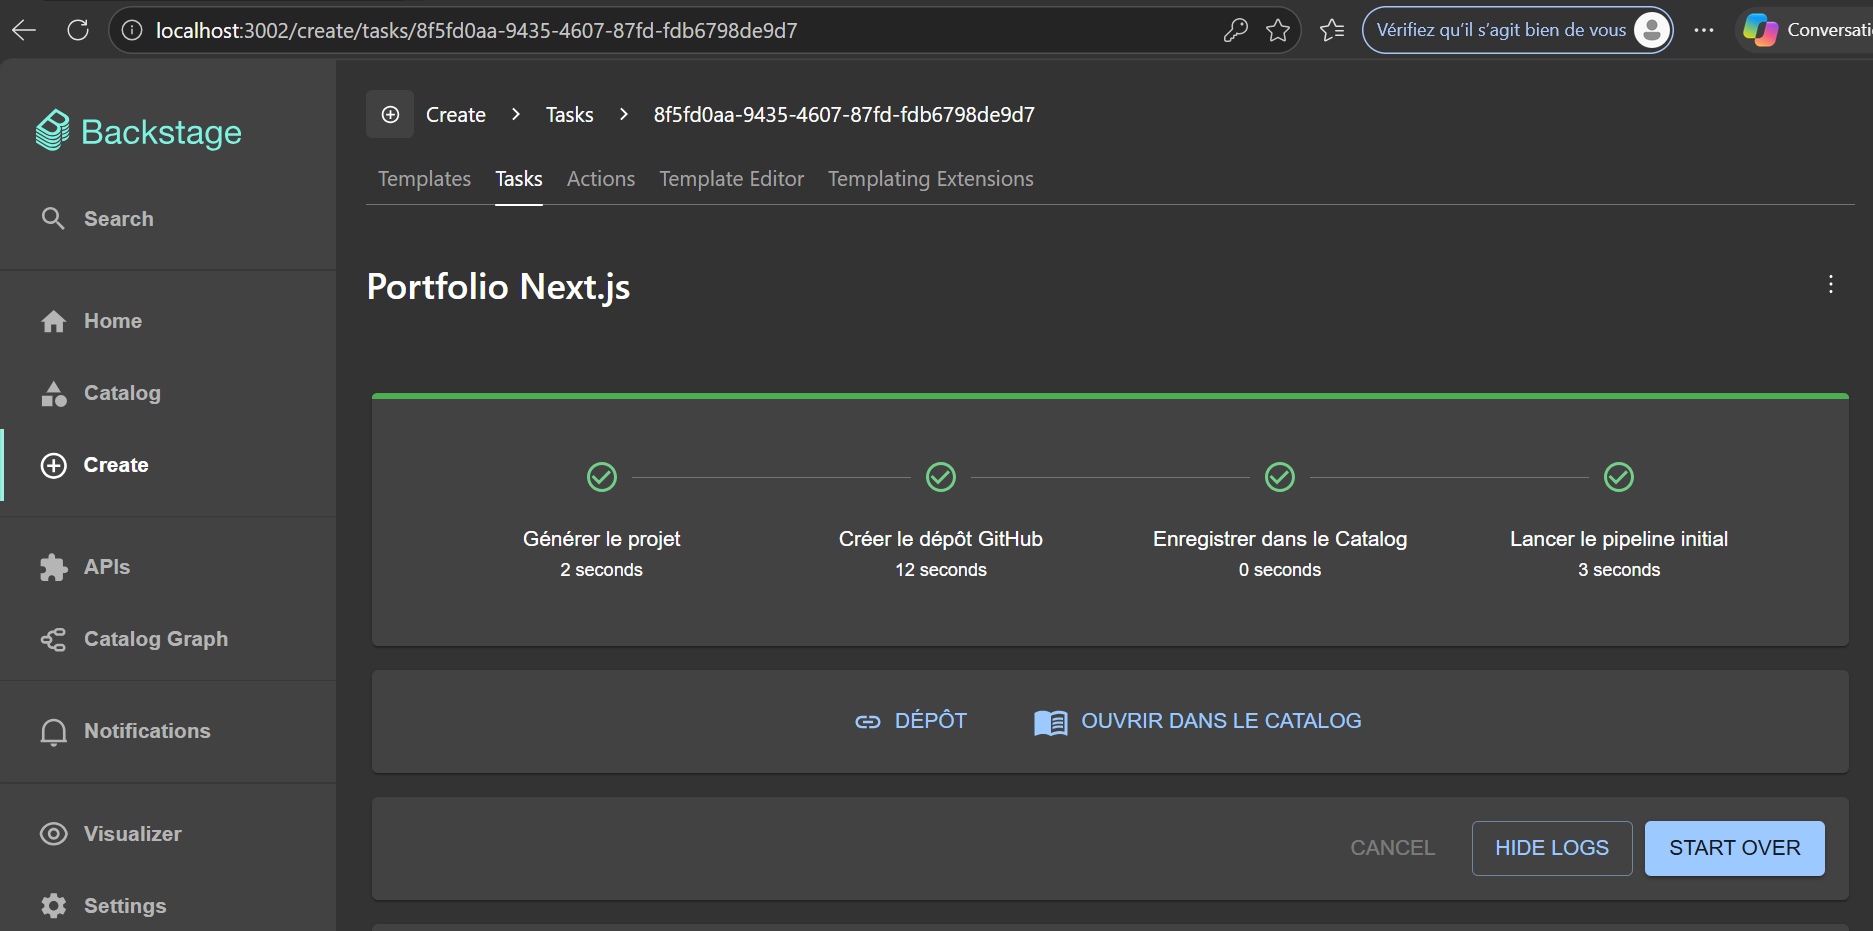 localhost:3002/create/tasks/8f5fd0aa-9435-4607-87fd-fdb6798de9d7
Vérifiez qu’il s’agit bien de vous
Conversati
Backstage
Search
Home
Catalog
Create
APIs
Catalog Graph
Notifications
Visualizer
Settings
Create > Tasks > 8f5fd0aa-9435-4607-87fd-fdb6798de9d7
Templates Tasks Actions Template Editor Templating Extensions
Portfolio Next.js
Générer le projet
2 seconds
Créer le dépôt GitHub
12 seconds
Enregistrer dans le Catalog
0 seconds
Lancer le pipeline initial
3 seconds
DÉPÔT
OUVRIR DANS LE CATALOG
CANCEL
HIDE LOGS
START OVER